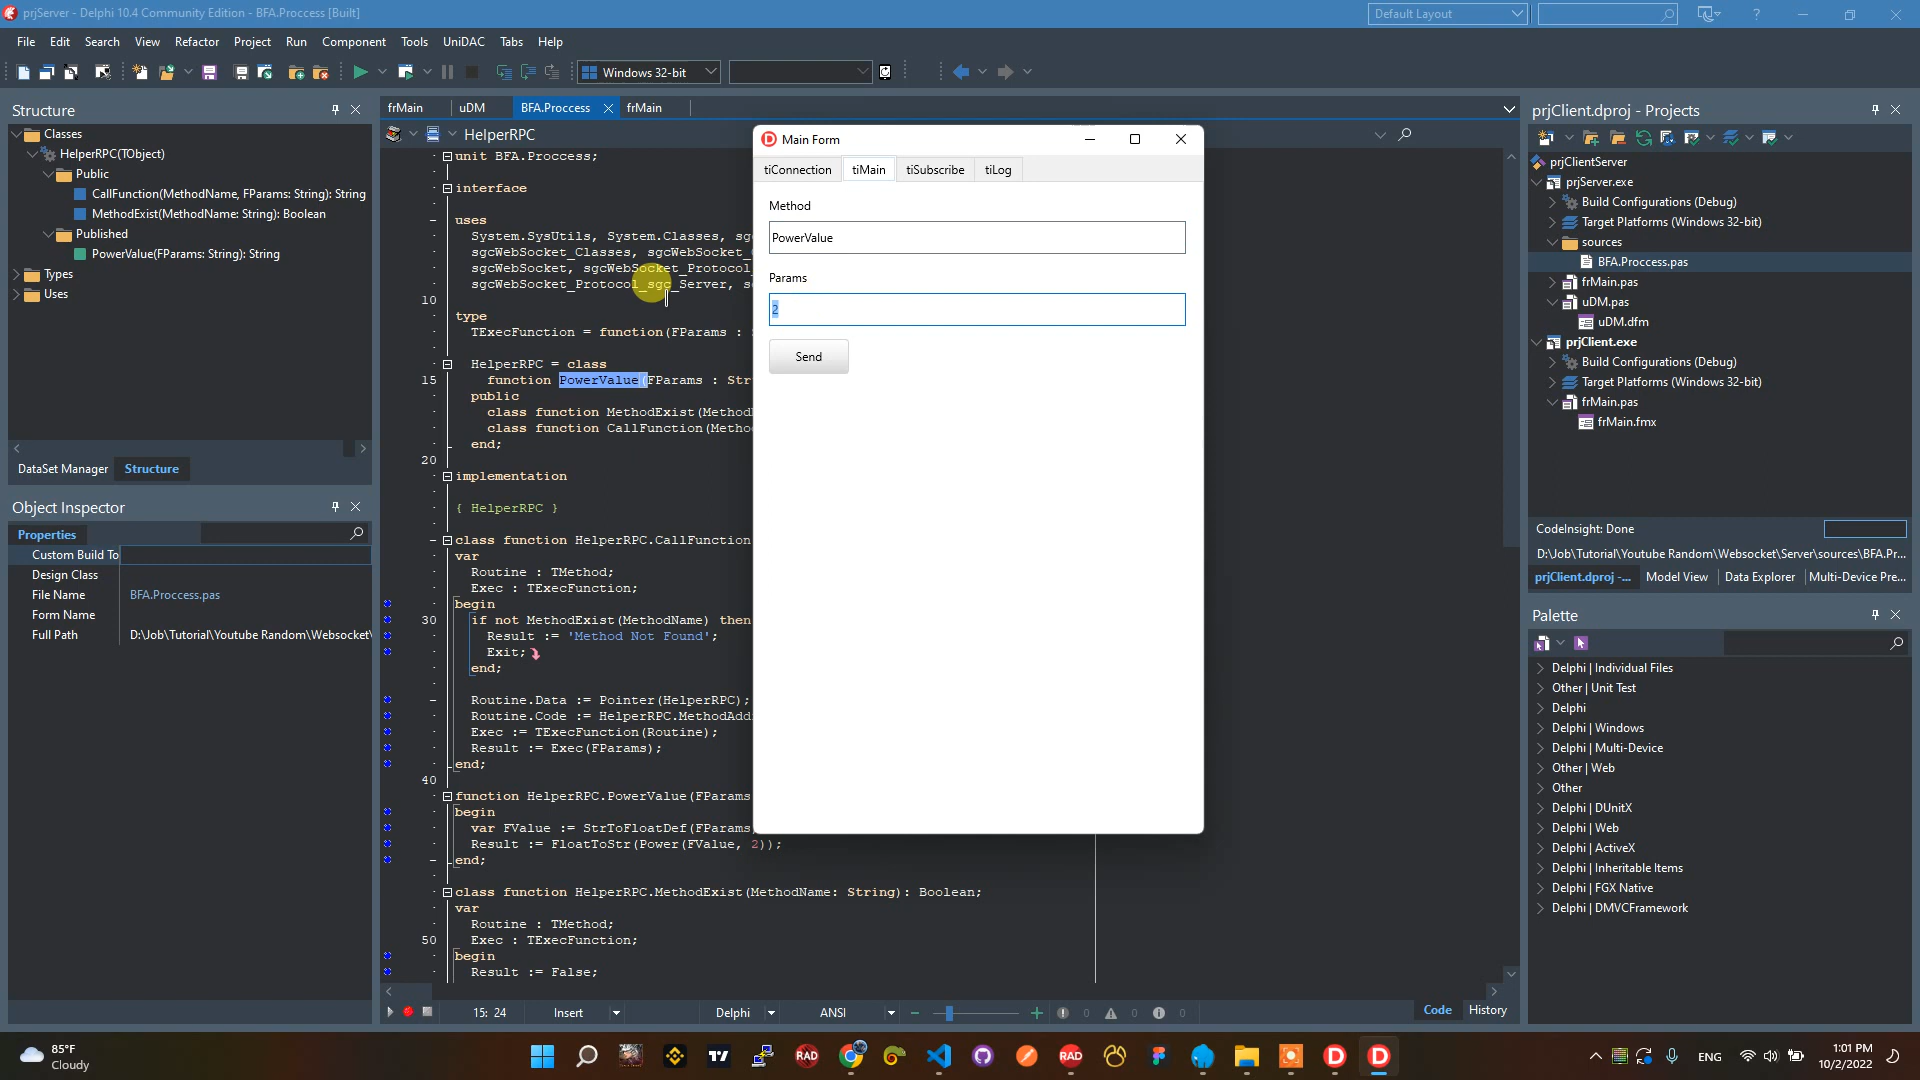 prjServer - Delphi 10.4 Community Edition - BFA.Proccess [Built]
Default Layout
File Edit Search View Refactor Project Run Component Tools UniDAC Tabs Help
Windows 32-bit
Structure
Classes
HelperRPC(TObject)
Public
CallFunction(MethodName, FParams: String): String
MethodExist(MethodName: String): Boolean
Published
PowerValue(FParams: String): String
Types
Uses
DataSet Manager Structure
Object Inspector
Properties
Custom Build To
Design Class
File Name BFA.Proccess.pas
Form Name
Full Path D:\Job\Tutorial\Youtube Random\Websocket\
frMain uDM BFA.Proccess frMain
HelperRPC
unit BFA.Proccess;
interface
uses
System.SysUtils, System.Classes,
sgcWebSocket_Classes,
sgcWebSocket, sgcWebSocket_Protocol_
10 sgcWebSocket_Protocol_sgc_Server,
type
TExecFunction = function(FParams :
HelperRPC = class
15 function PowerValue(FParams : Str
public
class function MethodExist(Method
class function CallFunction(Metho
end;
20
implementation
{ HelperRPC }
class function HelperRPC.CallFunction
var
Routine : TMethod;
Exec : TExecFunction;
begin
30 if not MethodExist(MethodName) then
Result := 'Method Not Found';
Exit;
end;
Routine.Data := Pointer(HelperRPC);
Routine.Code := HelperRPC.MethodAdd
Exec := TExecFunction(Routine);
Result := Exec(FParams);
end;
40
function HelperRPC.PowerValue(FParams
begin
var FValue := StrToFloatDef(FParams
Result := FloatToStr(Power(FValue, 2));
end;
class function HelperRPC.MethodExist(MethodName: String): Boolean;
var
Routine : TMethod;
50 Exec : TExecFunction;
begin
Result := False;
15: 24 Insert Delphi ANSI 0 0 0 Code History
Main Form
tiConnection tiMain tiSubscribe tiLog
Method
PowerValue
Params
2
Send
prjClient.dproj - Projects
prjClientServer
prjServer.exe
Build Configurations (Debug)
Target Platforms (Windows 32-bit)
sources
BFA.Proccess.pas
frMain.pas
uDM.pas
uDM.dfm
prjClient.exe
Build Configurations (Debug)
Target Platforms (Windows 32-bit)
frMain.pas
frMain.fmx
CodeInsight: Done
D:\Job\Tutorial\Youtube Random\Websocket\Server\sources\BFA.Pr...
prjClient.dproj -... Model View Data Explorer Multi-Device Pre...
Palette
Delphi | Individual Files
Other | Unit Test
Delphi
Delphi | Windows
Delphi | Multi-Device
Other | Web
Other
Delphi | DUnitX
Delphi | Web
Delphi | ActiveX
Delphi | Inheritable Items
Delphi | FGX Native
Delphi | DMVCFramework
85°F
Cloudy
RAD
RAD
ENG
1:01 PM
10/2/2022